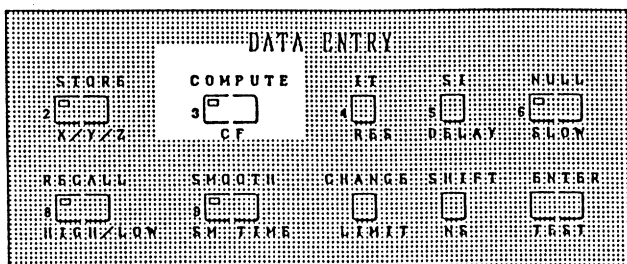 DATA ENTRY
STORE COMPUTE IT SI NULL
2 3 4 5 6
X/Y/Z CF RES DELAY SLOW
RECALL SMOOTH CHANGE SHIFT ENTER
8 9
HIGH/LOW SM TIME LIMIT NS TEST